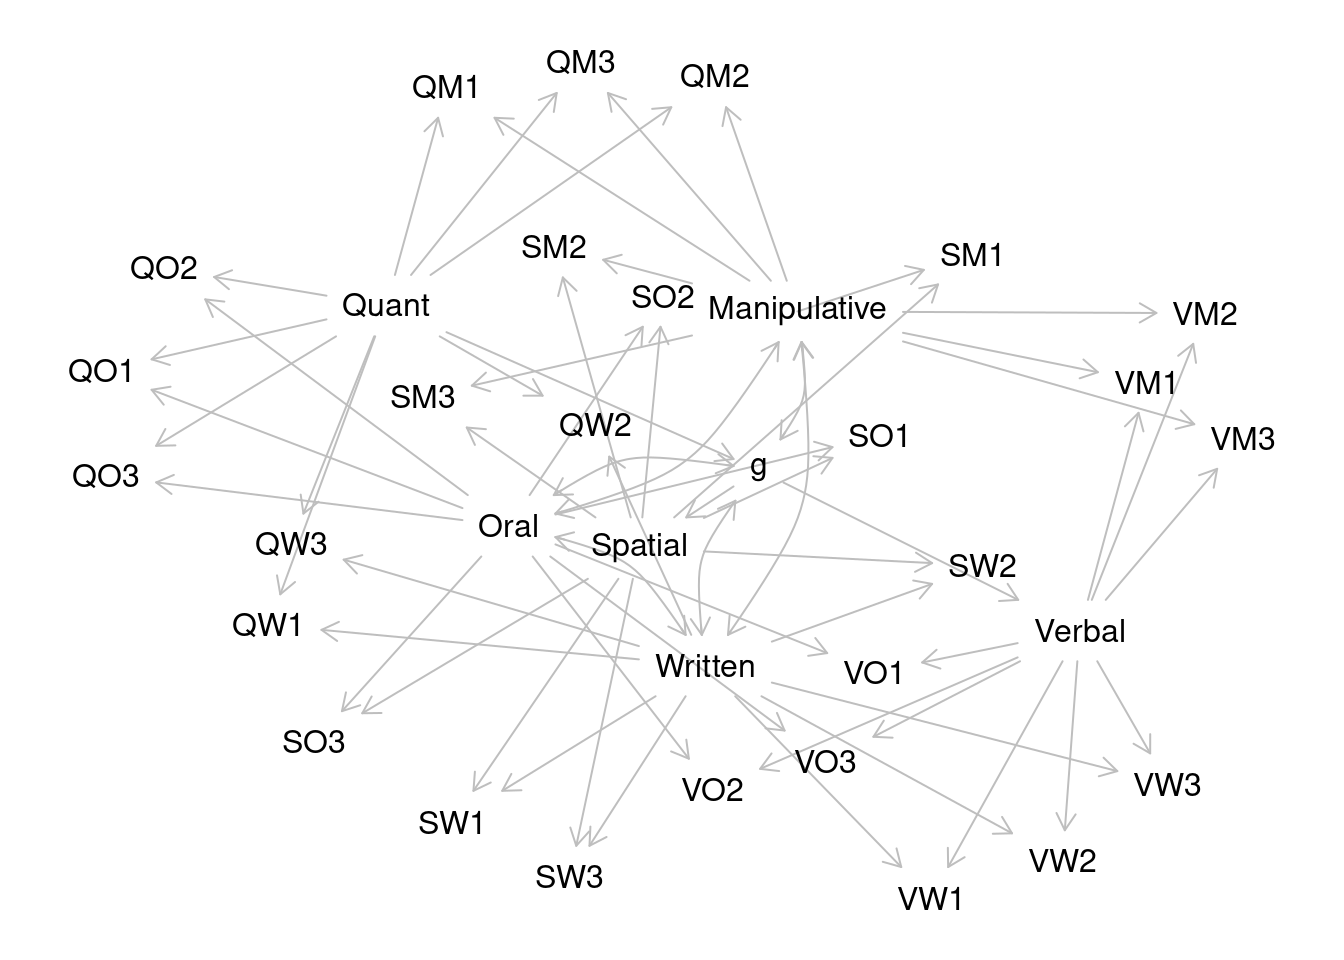 QM3
QM2
QM1
SM2
SM1
QO2
SO2
Quant
Manipulative
VM2
QO1
VM1
SM3
QW2
SO1
VM3
g
QO3
Oral
QW3
Spatial
SW2
QW1
Verbal
Written
VO1
SO3
VO3
VO2
VW3
SW1
VW2
SW3
VW1